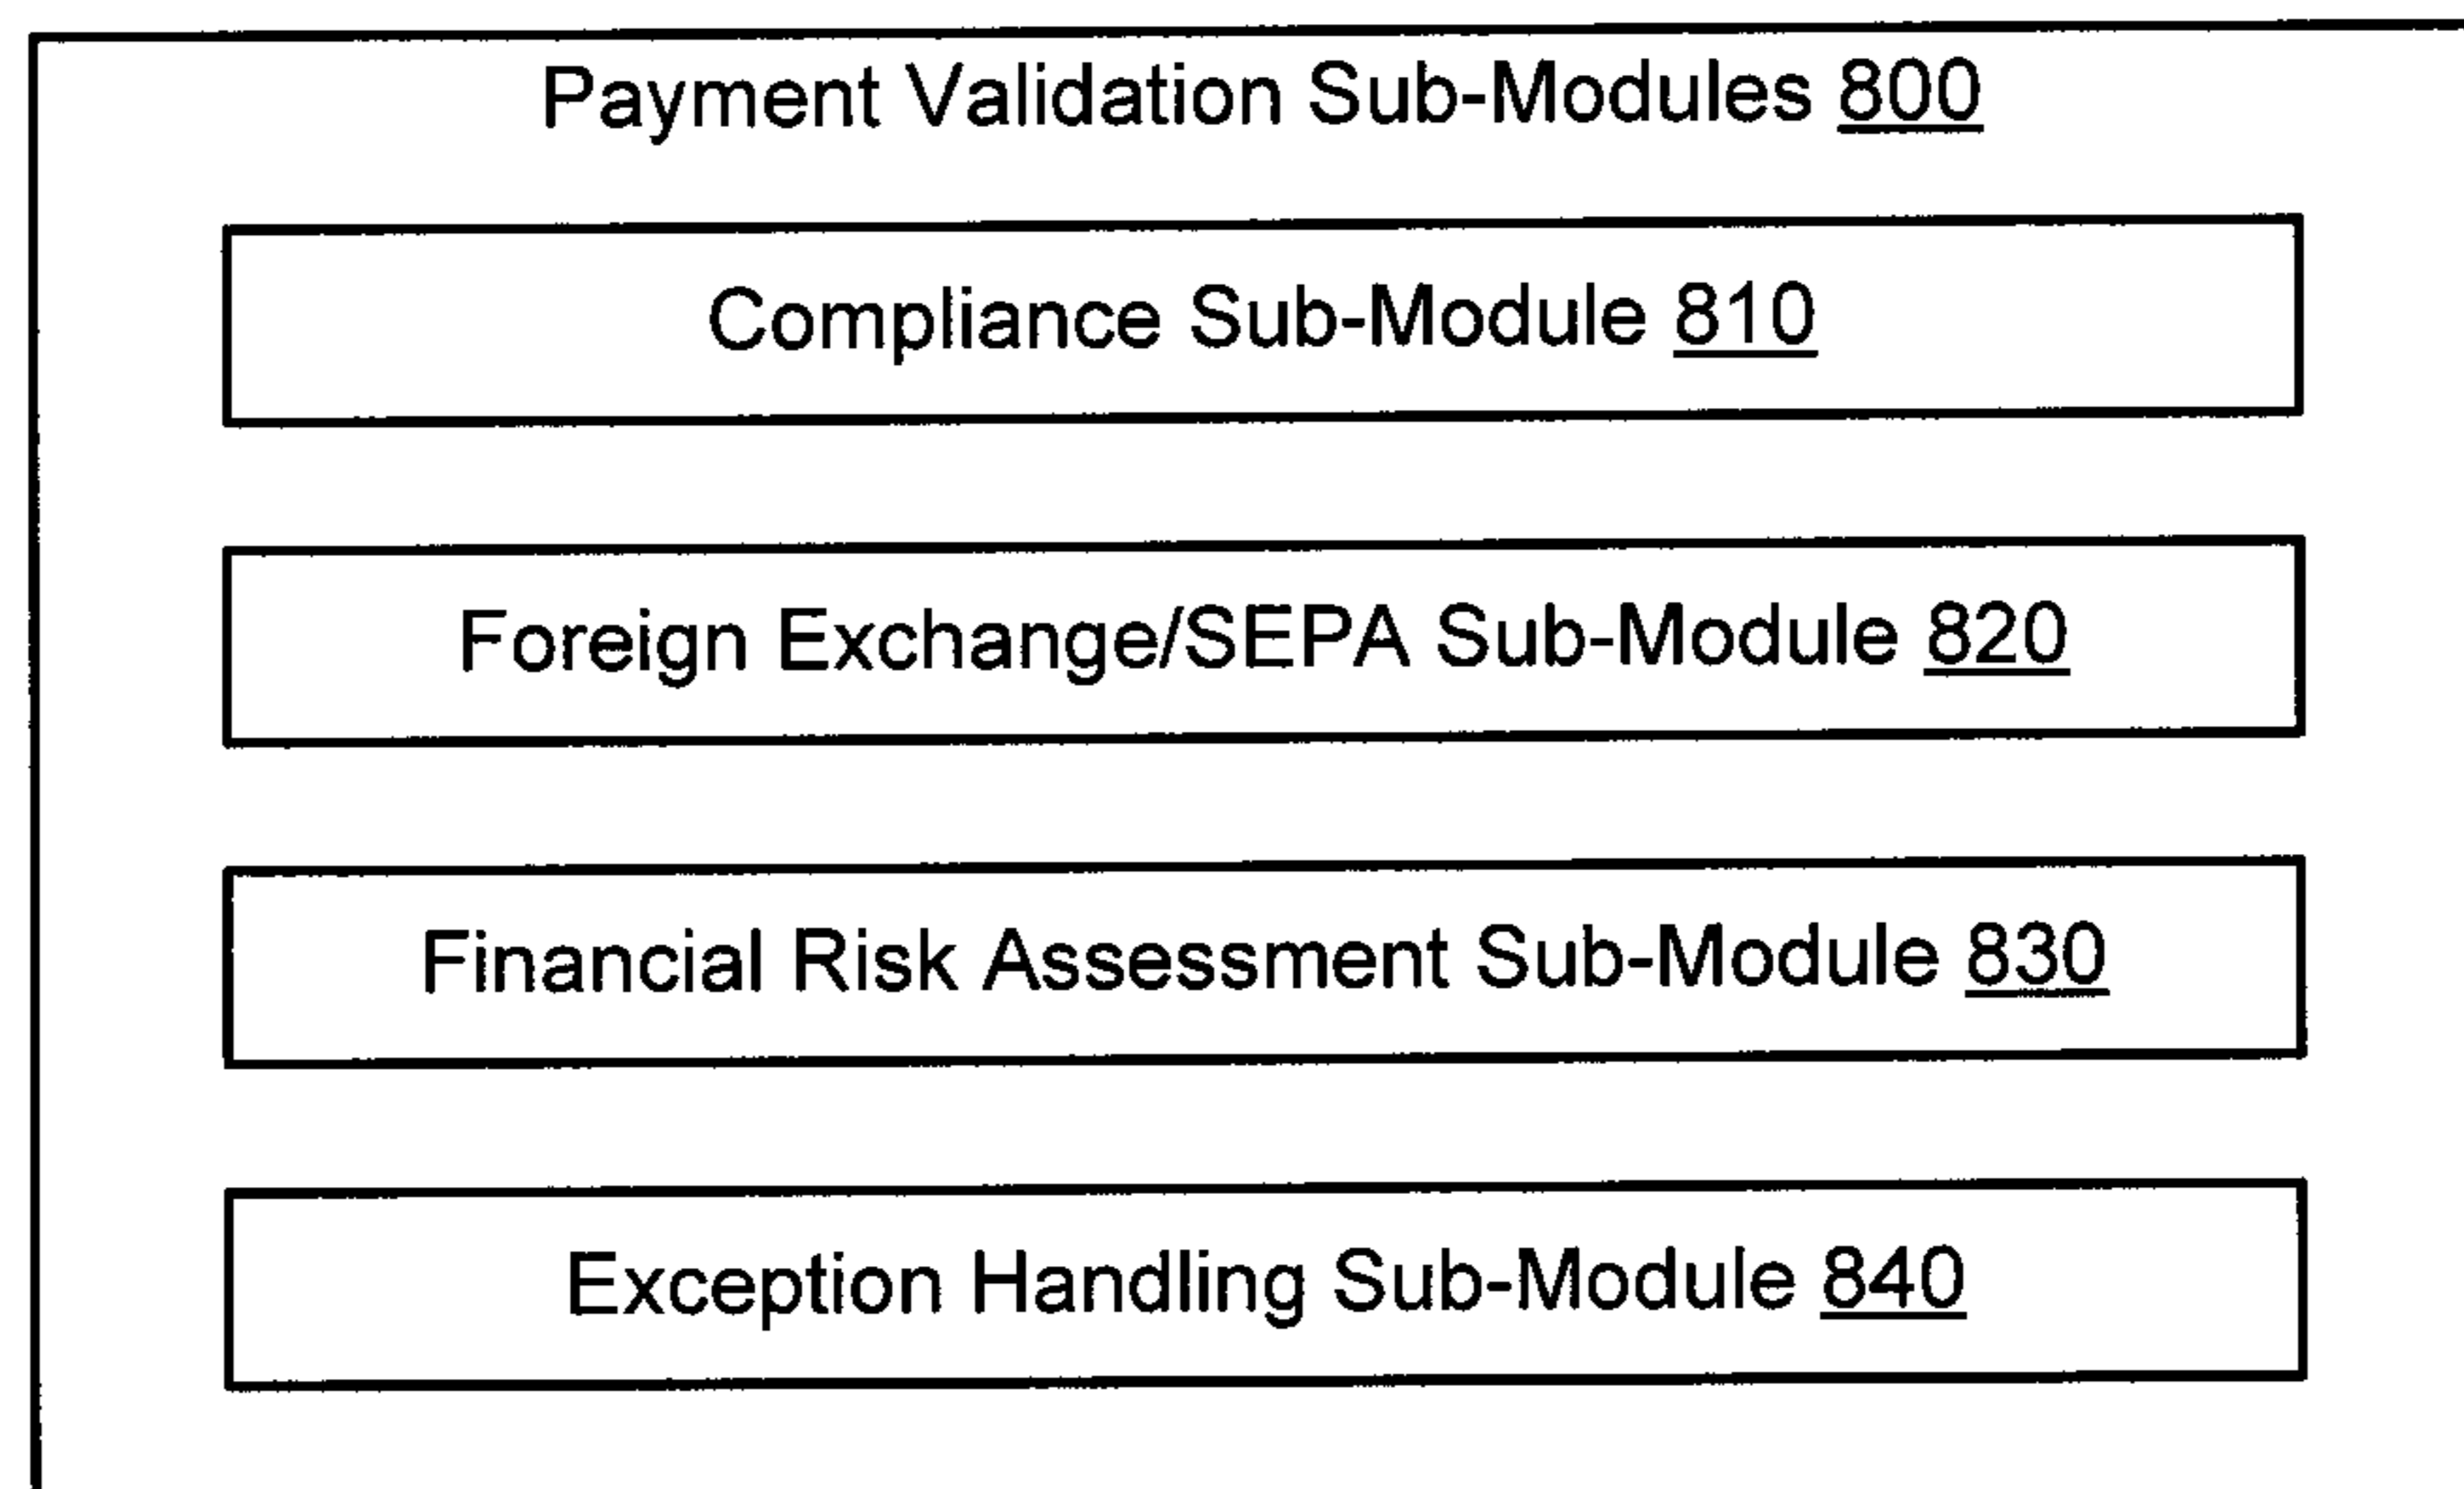 Payment Validation Sub-Modules 800
Compliance Sub-Module 810
Foreign Exchange/SEPA Sub-Module 820
Financial Risk Assessment Sub-Module 830
Exception Handling Sub-Module 840